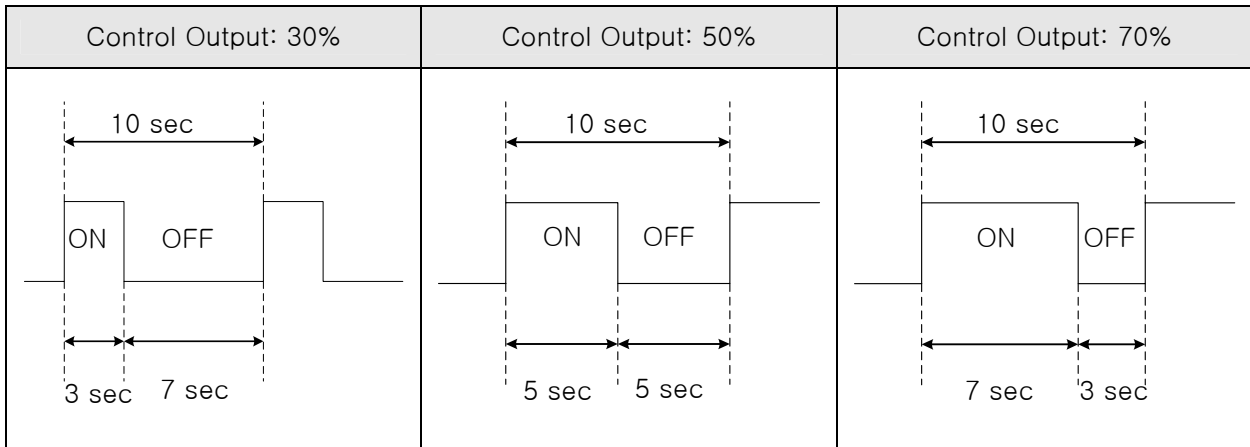 Control Output: 30%
Control Output: 50%
Control Output: 70%
10 sec
ON
OFF
3 sec
7 sec
10 sec
ON
OFF
5 sec
5 sec
10 sec
ON
OFF
7 sec
3 sec